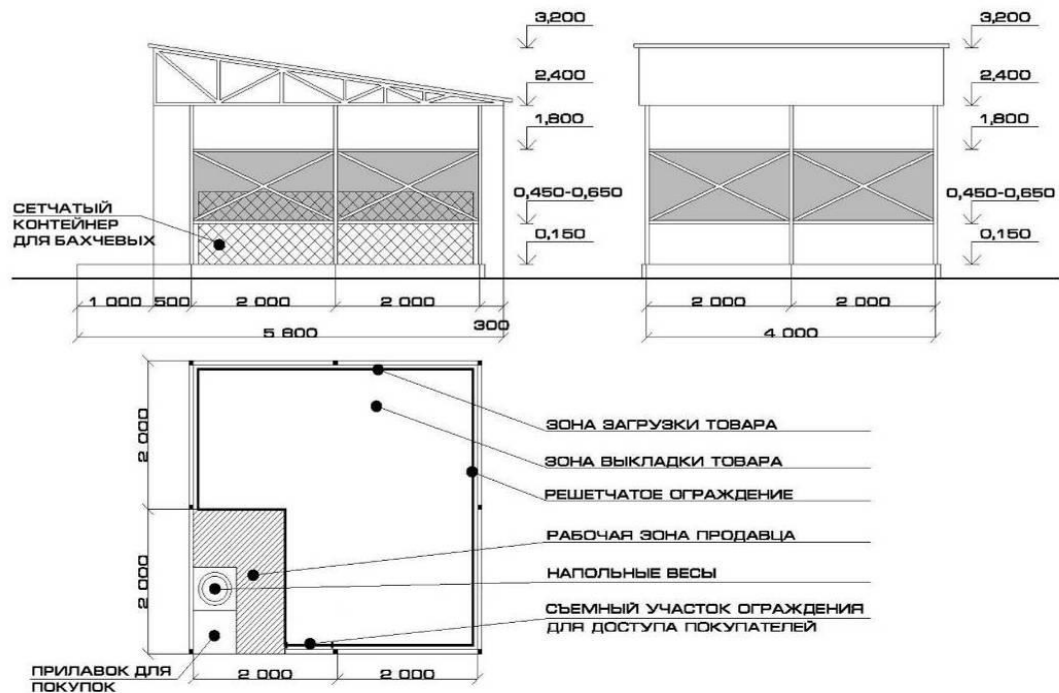 3,200
2,400
1,800
0,450-0,650
0,150
3,200
2,400
1,800
0,450-0,650
0,150
СЕТЧАТЫЙ
КОНТЕЙНЕР
ДЛЯ БАХЧЕВЫХ
1 000 500 2 000 2 000
300
5 800
2 000 2 000
4 000
2 000
2 000
ЗОНА ЗАГРУЗКИ ТОВАРА
ЗОНА ВЫКЛАДКИ ТОВАРА
РЕШЕТЧАТОЕ ОГРАЖДЕНИЕ
РАБОЧАЯ ЗОНА ПРОДАВЦА
НАПОЛЬНЫЕ ВЕСЫ
СЪЕМНЫЙ УЧАСТОК ОГРАЖДЕНИЯ
ДЛЯ ДОСТУПА ПОКУПАТЕЛЕЙ
ПРИЛАВОК ДЛЯ
ПОКУПОК
2 000 2 000